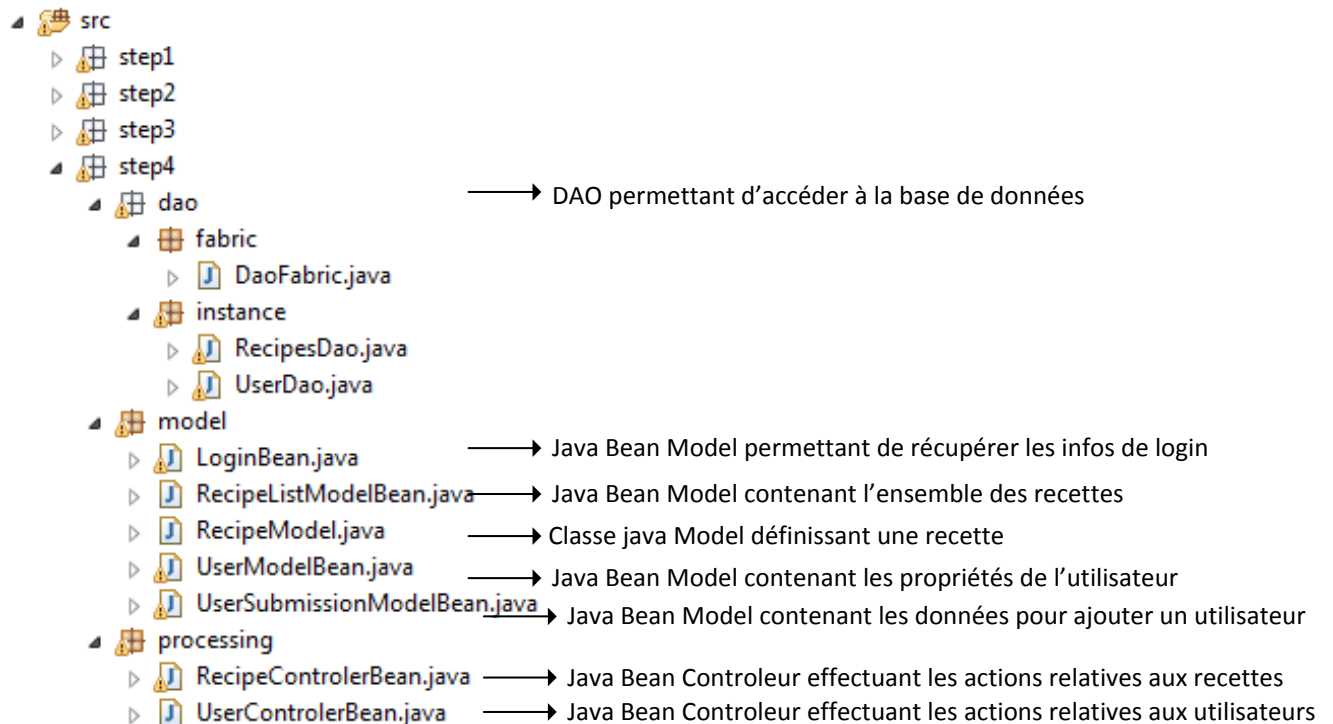 src
step1
step2
step3
step4
dao → DAO permettant d’accéder à la base de données
fabric
DaoFabric.java
instance
RecipesDao.java
UserDao.java
model
LoginBean.java → Java Bean Model permettant de récupérer les infos de login
RecipeListModelBean.java → Java Bean Model contenant l’ensemble des recettes
RecipeModel.java → Classe java Model définissant une recette
UserModelBean.java → Java Bean Model contenant les propriétés de l’utilisateur
UserSubmissionModelBean.java → Java Bean Model contenant les données pour ajouter un utilisateur
processing
RecipeControlerBean.java → Java Bean Controleur effectuant les actions relatives aux recettes
UserControlerBean.java → Java Bean Controleur effectuant les actions relatives aux utilisateurs